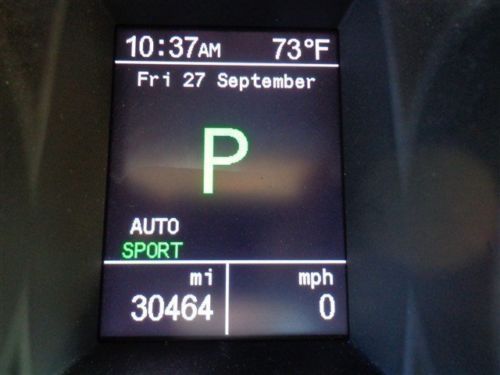 10:37AM 73°F
Fri 27 September
P
AUTO
SPORT
mi mph
30464 0